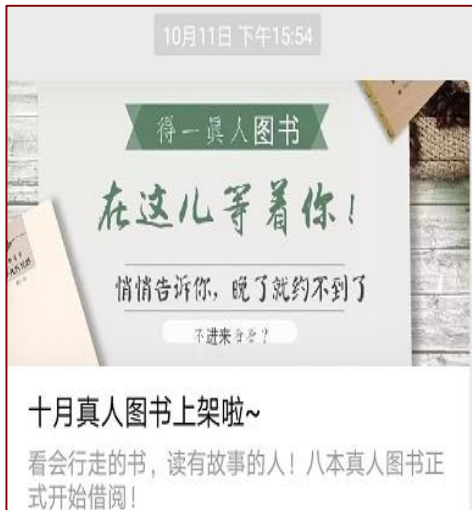 10月11日 下午15:54
得一真人图书
在这儿等着你！
悄悄告诉你，晚了就约不到了
不进来看看？
十月真人图书上架啦~
看会行走的书，读有故事的人！八本真人图书正
式开始借阅！